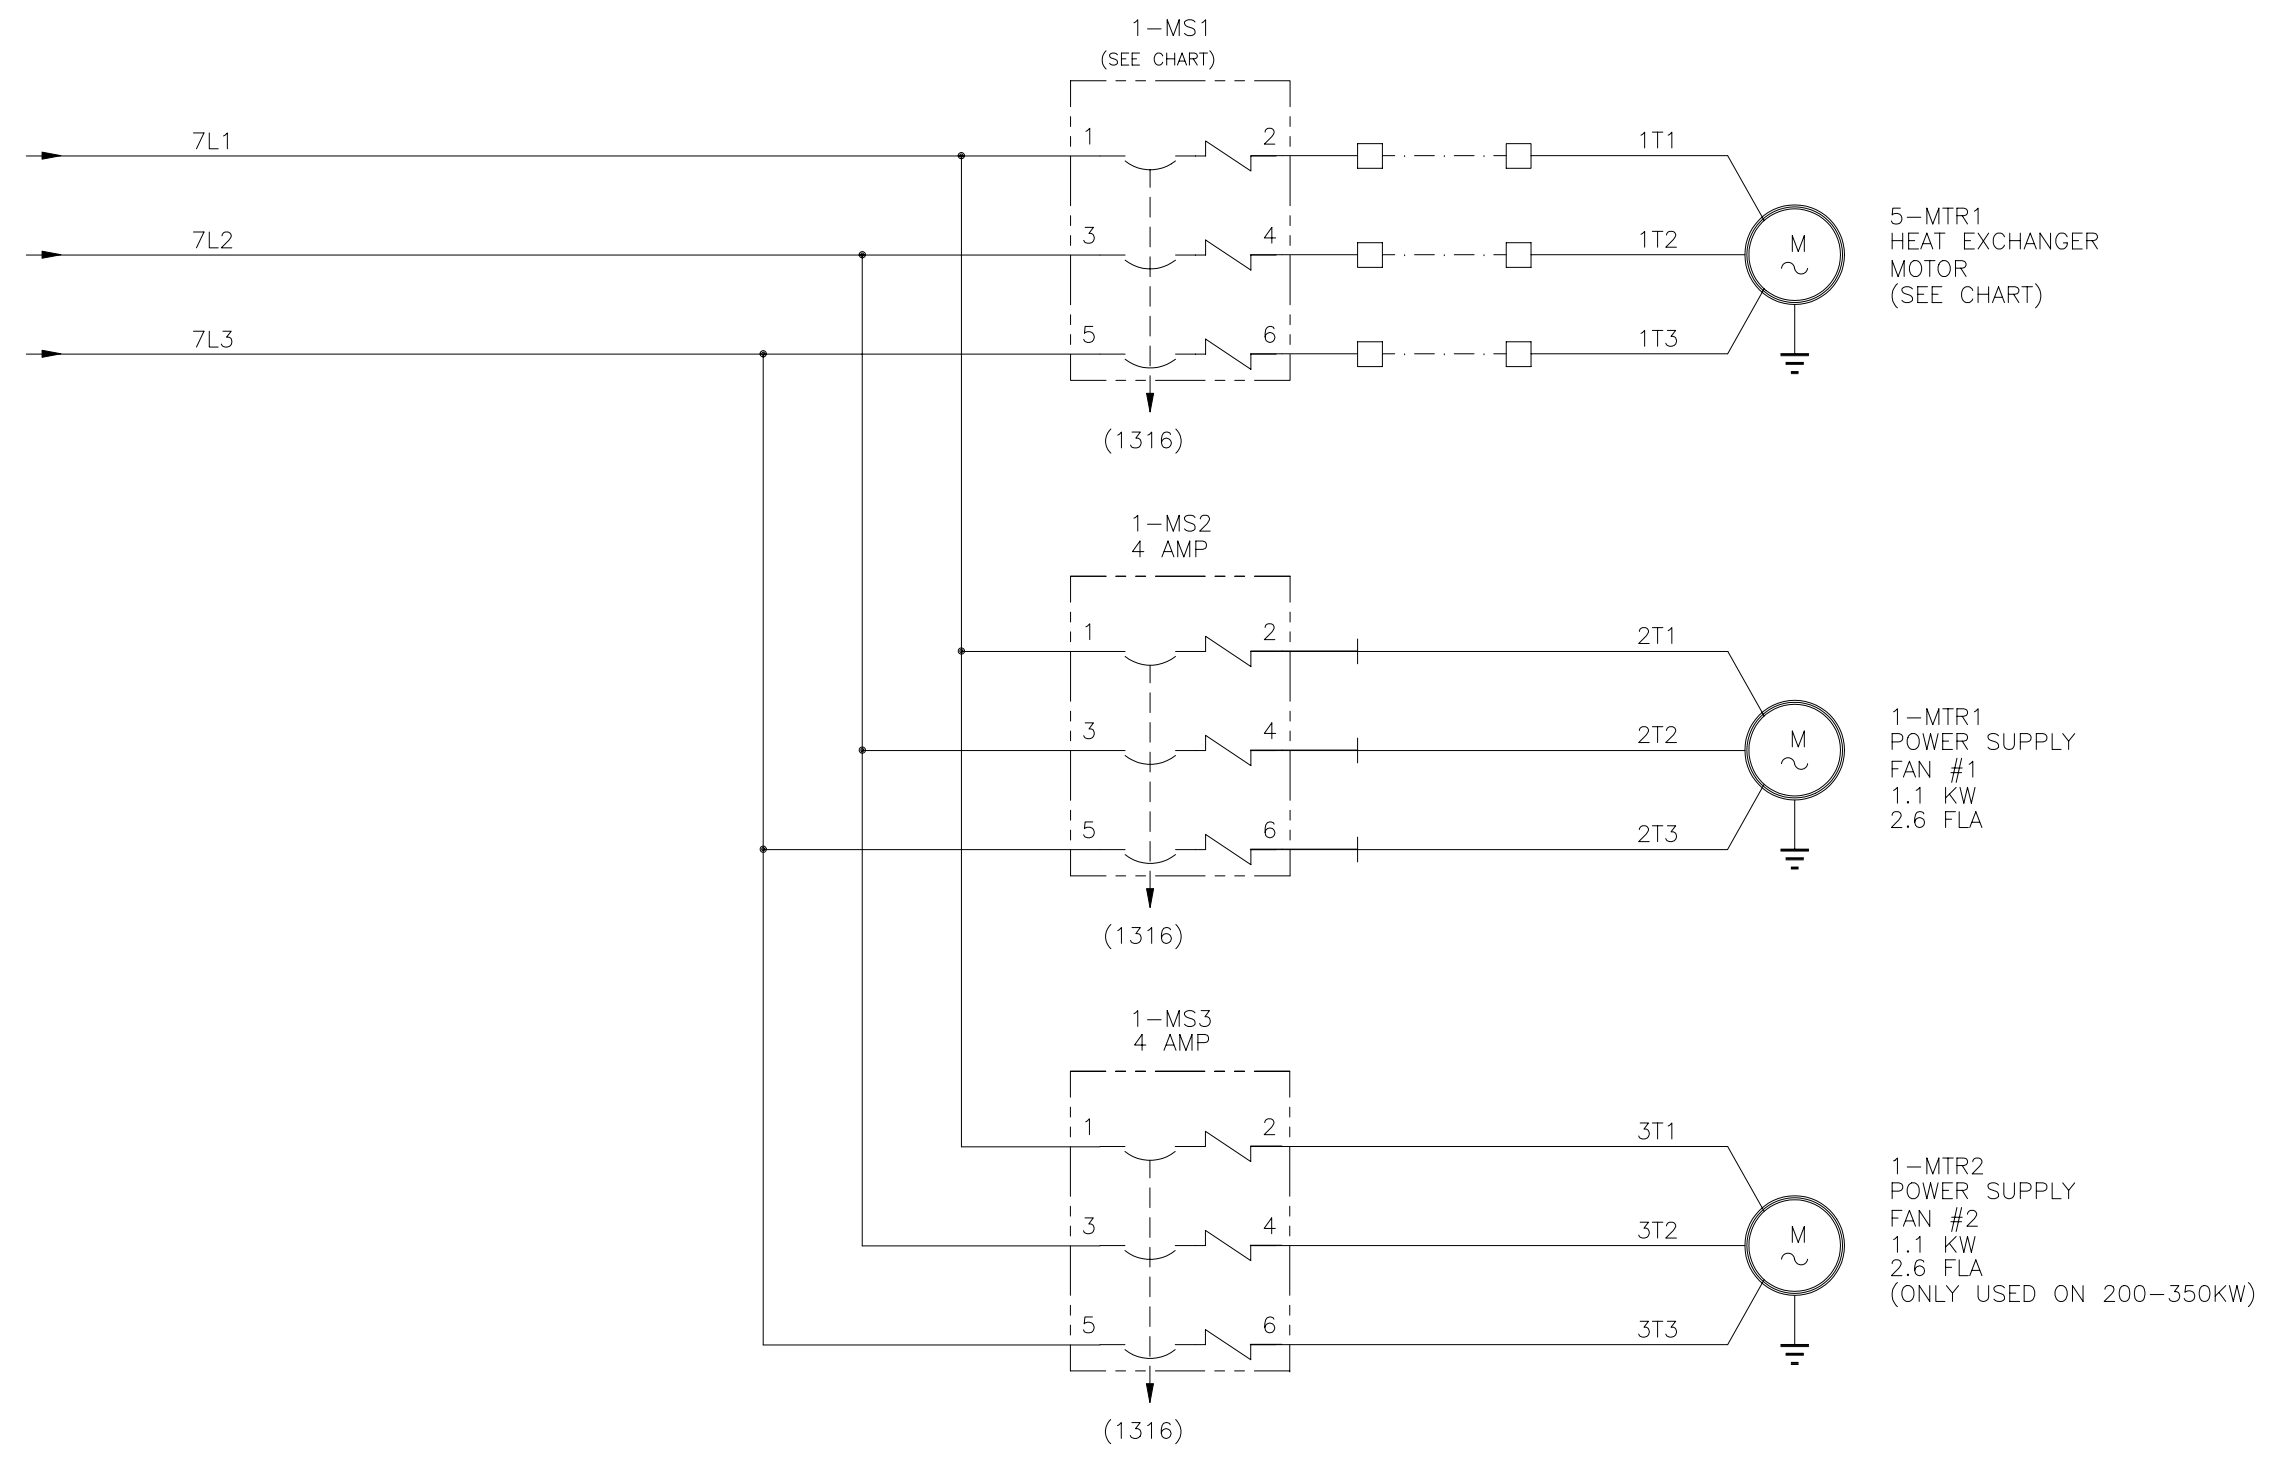 1-MS1
(SEE CHART)
7L1
1
2
1T1
7L2
3
4
1T2
7L3
5
6
1T3
M
5-MTR1
HEAT EXCHANGER
MOTOR
(SEE CHART)
(1316)
1-MS2
4 AMP
1
2
2T1
3
4
2T2
5
6
2T3
M
1-MTR1
POWER SUPPLY
FAN #1
1.1 KW
2.6 FLA
(1316)
1-MS3
4 AMP
1
2
3T1
3
4
3T2
5
6
3T3
M
1-MTR2
POWER SUPPLY
FAN #2
1.1 KW
2.6 FLA
(ONLY USED ON 200-350KW)
(1316)